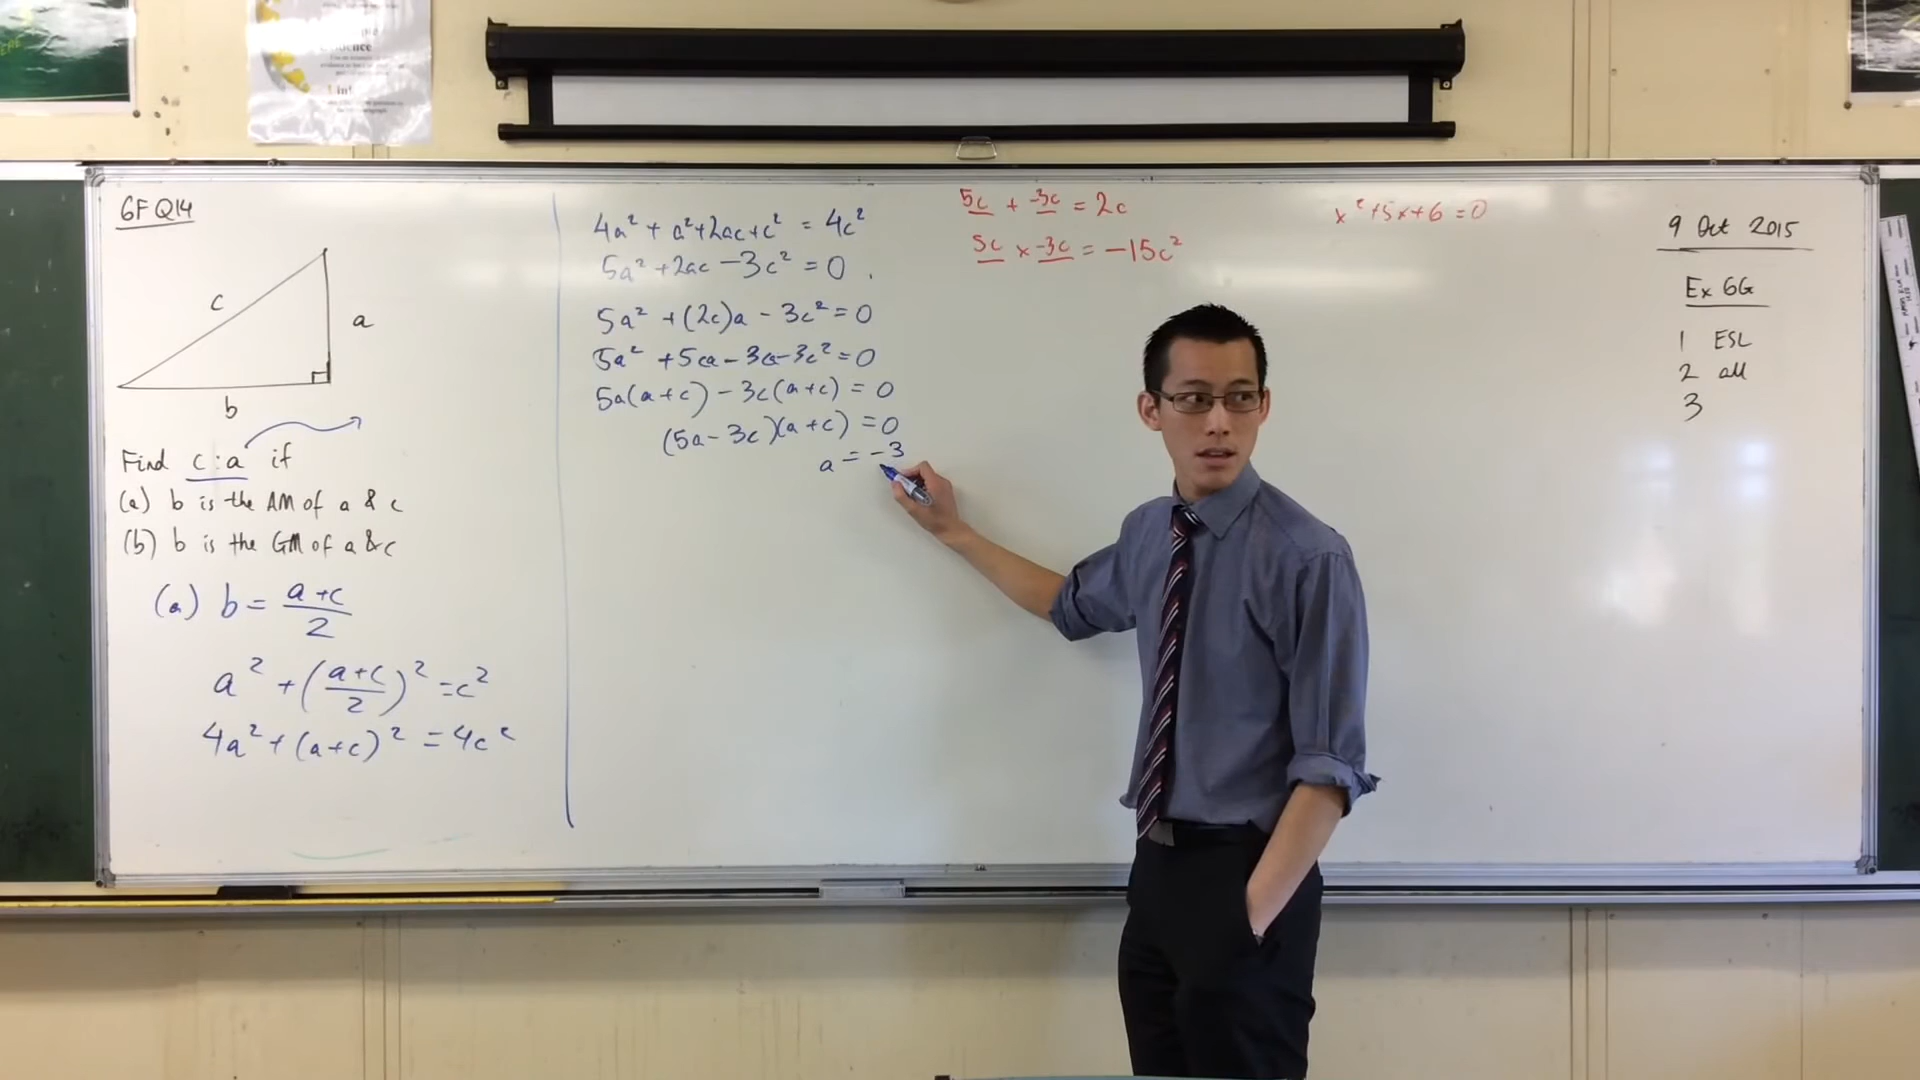 6F Q14
c
a
b
Find c : a if
(a) b is the AM of a & c
(b) b is the GM of a & c
(a) b = \frac{a+c}{2}
a² + (\frac{a+c}{2})² = c²
4a² + (a+c)² = 4c²
4a² + a²+2ac+c² = 4c²
5a² +2ac -3c² = 0
5a² +(2c)a - 3c² = 0
5a² +5ca - 3ca - 3c² = 0
5a(a+c) - 3c(a+c) = 0
(5a - 3c)(a+c) = 0
a = -3
5c + -3c = 2c
5c × -3c = -15c²
x² +5x+6 = 0
9 Oct 2015
Ex 6G
1 ESL
2 all
3